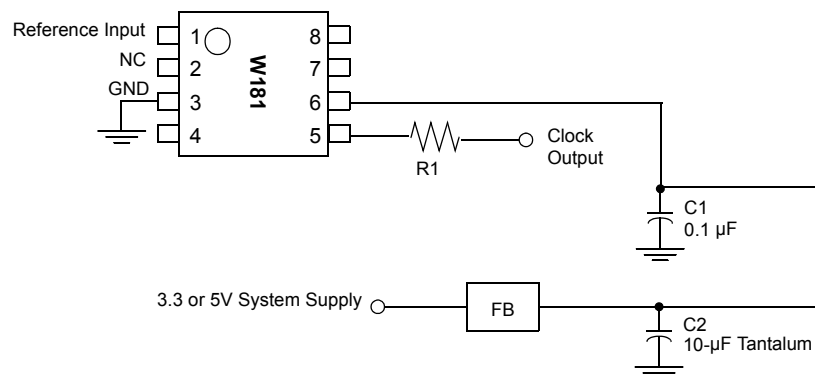 Reference Input
NC
GND
1
2
3
4
W181
8
7
6
5
R1
Clock
Output
C1
0.1 µF
3.3 or 5V System Supply
FB
C2
10-µF Tantalum